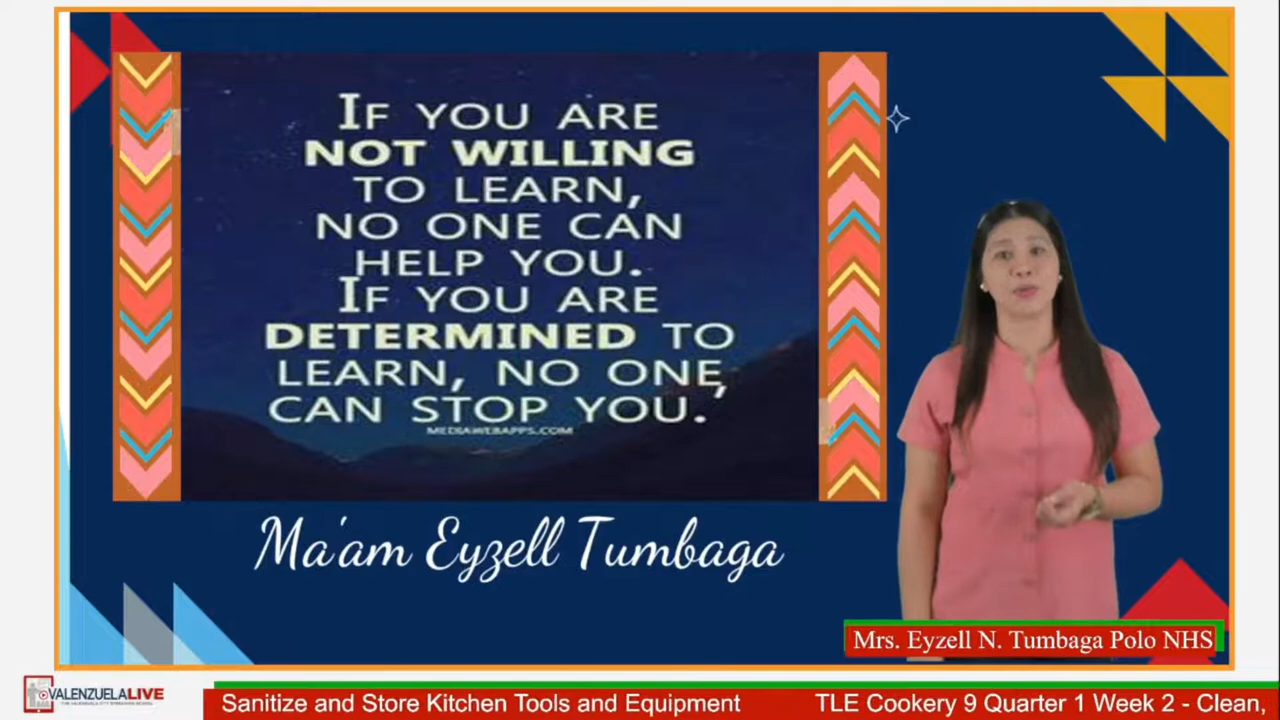 If you are
NOT WILLING
to learn,
no one can
help you.
If you are
DETERMINED to
learn, no one
can stop you.’
MEDIAWEBAPPS.COM
Ma'am Eyzell Tumbaga
Mrs. Eyzell N. Tumbaga Polo NHS
VALENZUELALIVE
Sanitize and Store Kitchen Tools and Equipment
TLE Cookery 9 Quarter 1 Week 2 - Clean,